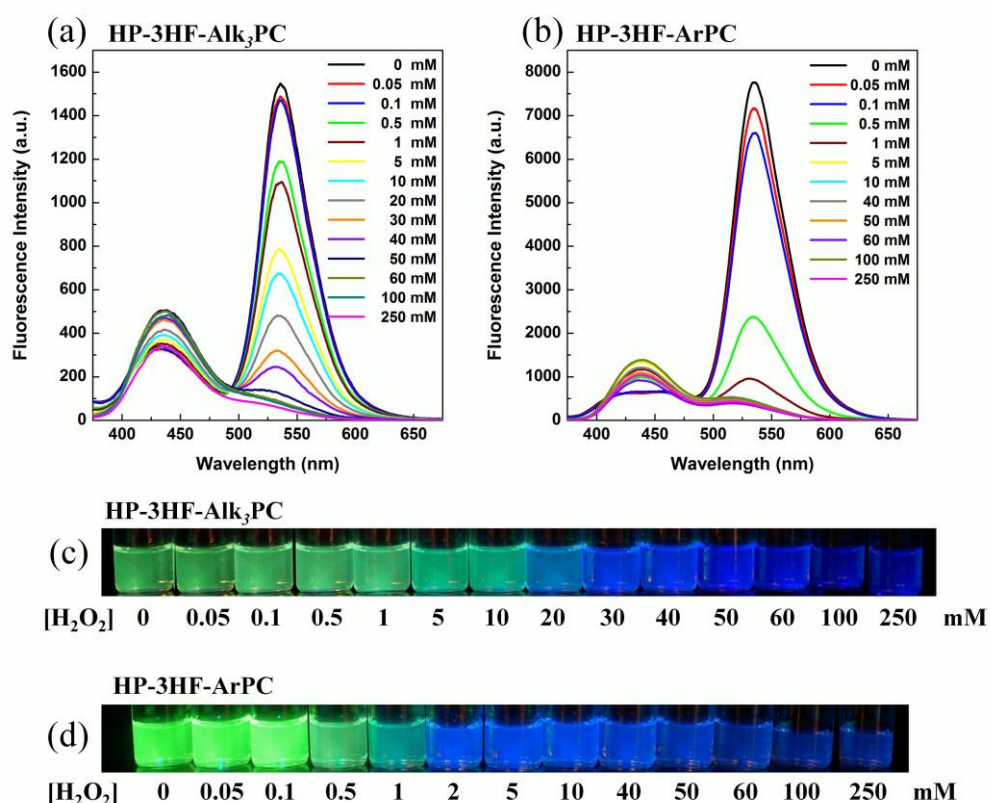 (a) HP-3HF-Alk₃PC
Fluorescence Intensity (a.u.)
1600
1400
1200
1000
800
600
400
200
0
400 450 500 550 600 650
Wavelength (nm)
0 mM
0.05 mM
0.1 mM
0.5 mM
1 mM
5 mM
10 mM
20 mM
30 mM
40 mM
50 mM
60 mM
100 mM
250 mM
(b) HP-3HF-ArPC
Fluorescence Intensity (a.u.)
8000
7000
6000
5000
4000
3000
2000
1000
0
400 450 500 550 600 650
Wavelength (nm)
0 mM
0.05 mM
0.1 mM
0.5 mM
1 mM
5 mM
10 mM
40 mM
50 mM
60 mM
100 mM
250 mM
HP-3HF-Alk₃PC
(c)
[H₂O₂] 0 0.05 0.1 0.5 1 5 10 20 30 40 50 60 100 250 mM
HP-3HF-ArPC
(d)
[H₂O₂] 0 0.05 0.1 0.5 1 2 5 10 40 50 60 100 250 mM